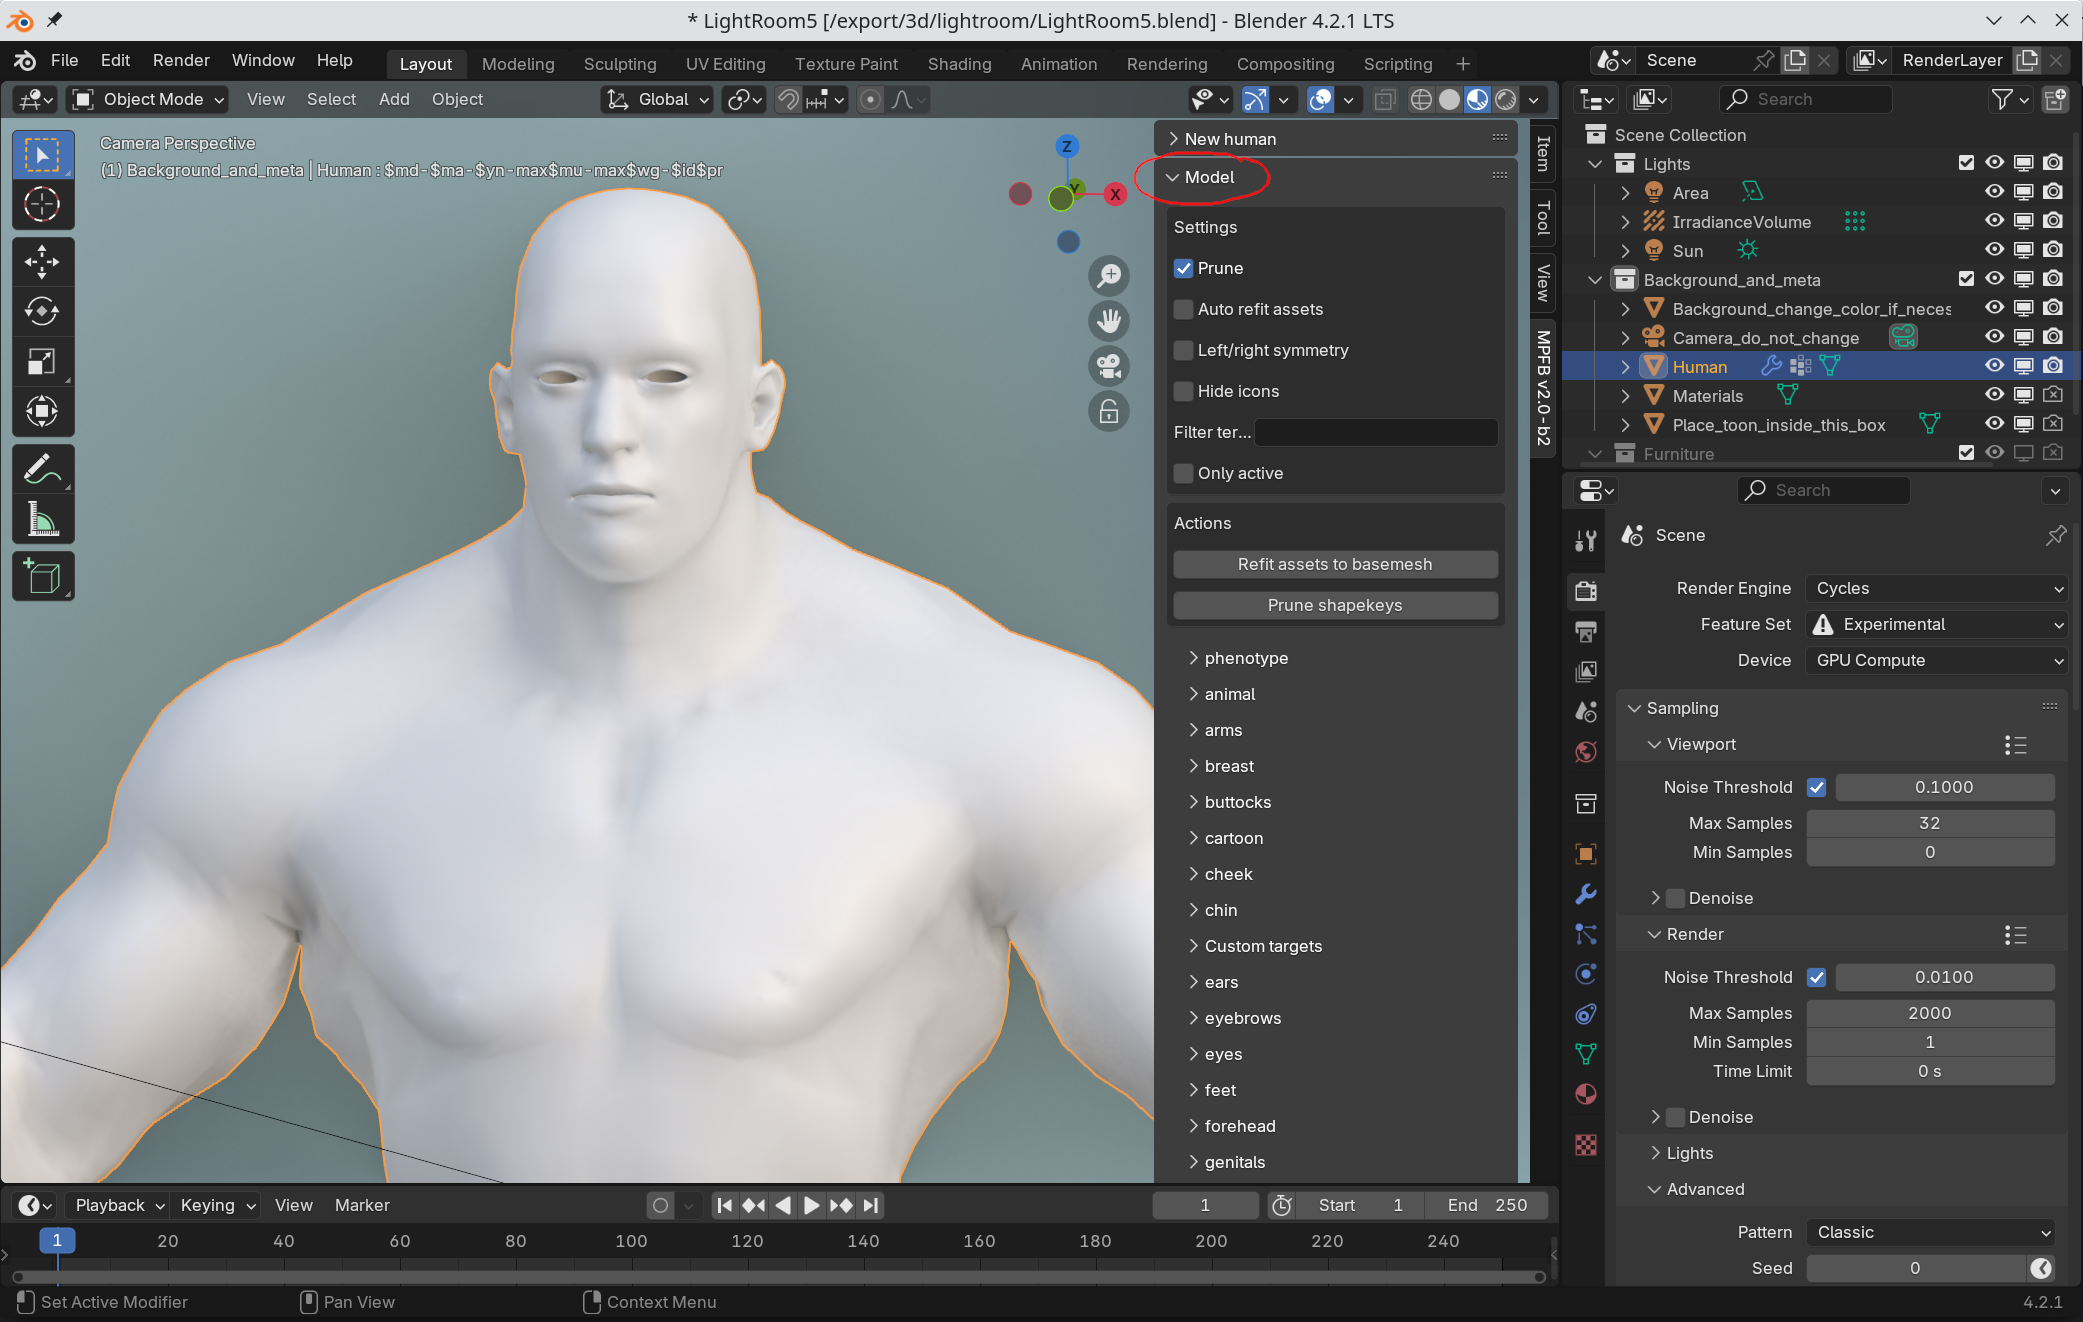 * LightRoom5 [/export/3d/lightroom/LightRoom5.blend] - Blender 4.2.1 LTS
File Edit Render Window Help Layout Modeling Sculpting UV Editing Texture Paint Shading Animation Rendering Compositing Scripting + Scene RenderLayer
Object Mode View Select Add Object Global Search
Camera Perspective
(1) Background_and_meta | Human : $md-$ma-$yn-max$mu-max$wg-$id$pr
Z
Y
X
New human
Model
Settings
Prune
Auto refit assets
Left/right symmetry
Hide icons
Filter ter...
Only active
Actions
Refit assets to basemesh
Prune shapekeys
phenotype
animal
arms
breast
buttocks
cartoon
cheek
chin
Custom targets
ears
eyebrows
eyes
feet
forehead
genitals
Item
Tool
View
MPFB v2.0-b2
Scene Collection
Lights
Area
IrradianceVolume
Sun
Background_and_meta
Background_change_color_if_neces
Camera_do_not_change
Human
Materials
Place_toon_inside_this_box
Furniture
Search
Scene
Render Engine Cycles
Feature Set Experimental
Device GPU Compute
Sampling
Viewport
Noise Threshold 0.1000
Max Samples 32
Min Samples 0
Denoise
Render
Noise Threshold 0.0100
Max Samples 2000
Min Samples 1
Time Limit 0 s
Denoise
Lights
Advanced
Pattern Classic
Seed 0
Playback Keying View Marker 1 Start 1 End 250
1 20 40 60 80 100 120 140 160 180 200 220 240
Set Active Modifier Pan View Context Menu 4.2.1